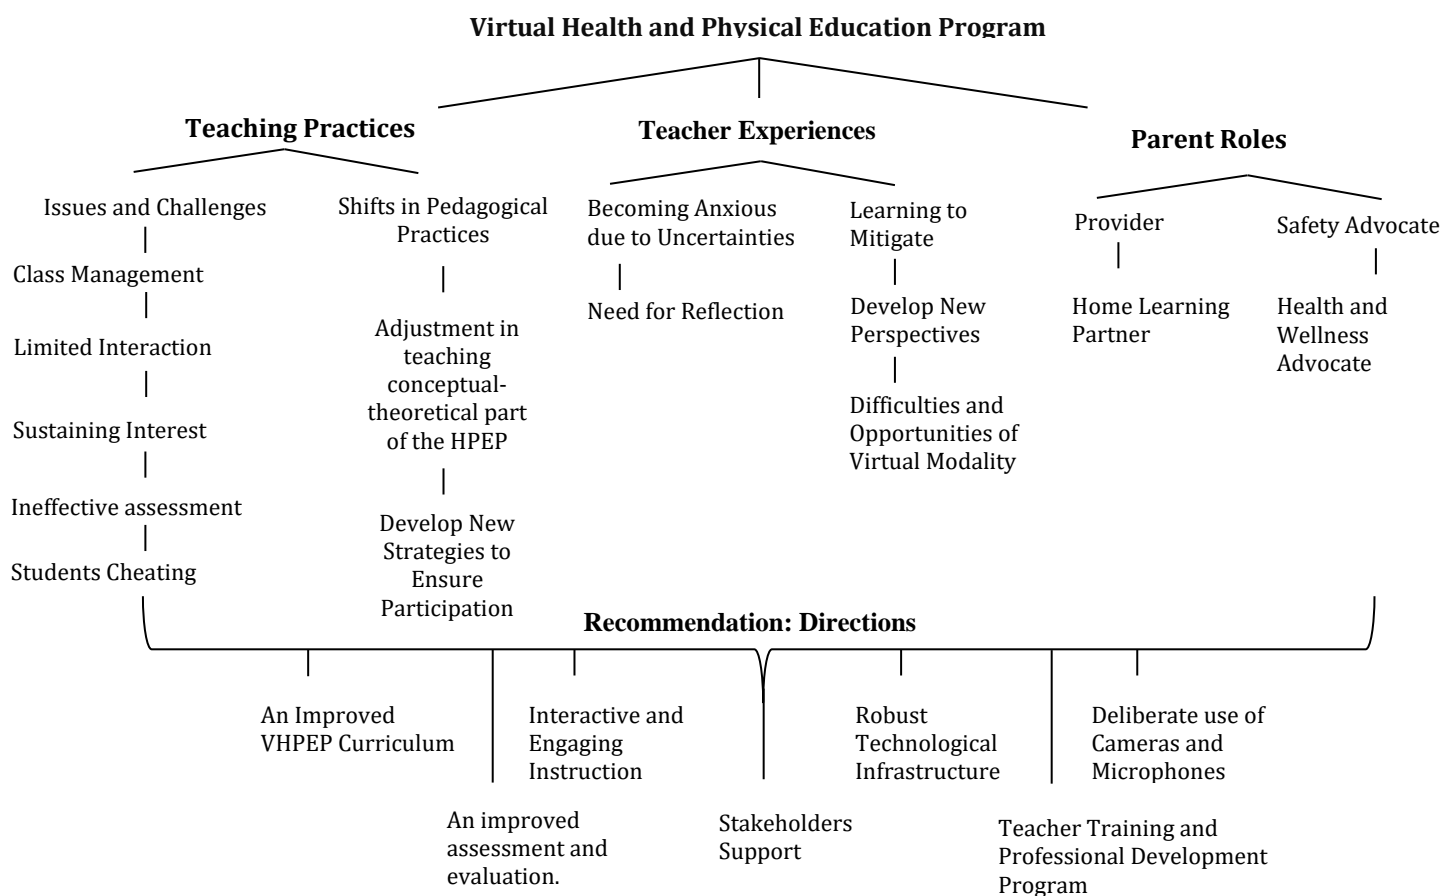 Virtual Health and Physical Education Program
Teaching Practices
Teacher Experiences
Parent Roles
Issues and Challenges
Class Management
Limited Interaction
Sustaining Interest
Ineffective assessment
Students Cheating
Shifts in Pedagogical
Practices
Adjustment in
teaching
conceptual-
theoretical part
of the HPEP
Develop New
Strategies to
Ensure
Participation
Becoming Anxious
due to Uncertainties
Need for Reflection
Learning to
Mitigate
Develop New
Perspectives
Difficulties and
Opportunities of
Virtual Modality
Provider
Home Learning
Partner
Safety Advocate
Health and
Wellness
Advocate
Recommendation: Directions
An Improved
VHPEP Curriculum
Interactive and
Engaging
Instruction
Robust
Technological
Infrastructure
Deliberate use of
Cameras and
Microphones
An improved
assessment and
evaluation.
Stakeholders
Support
Teacher Training and
Professional Development
Program